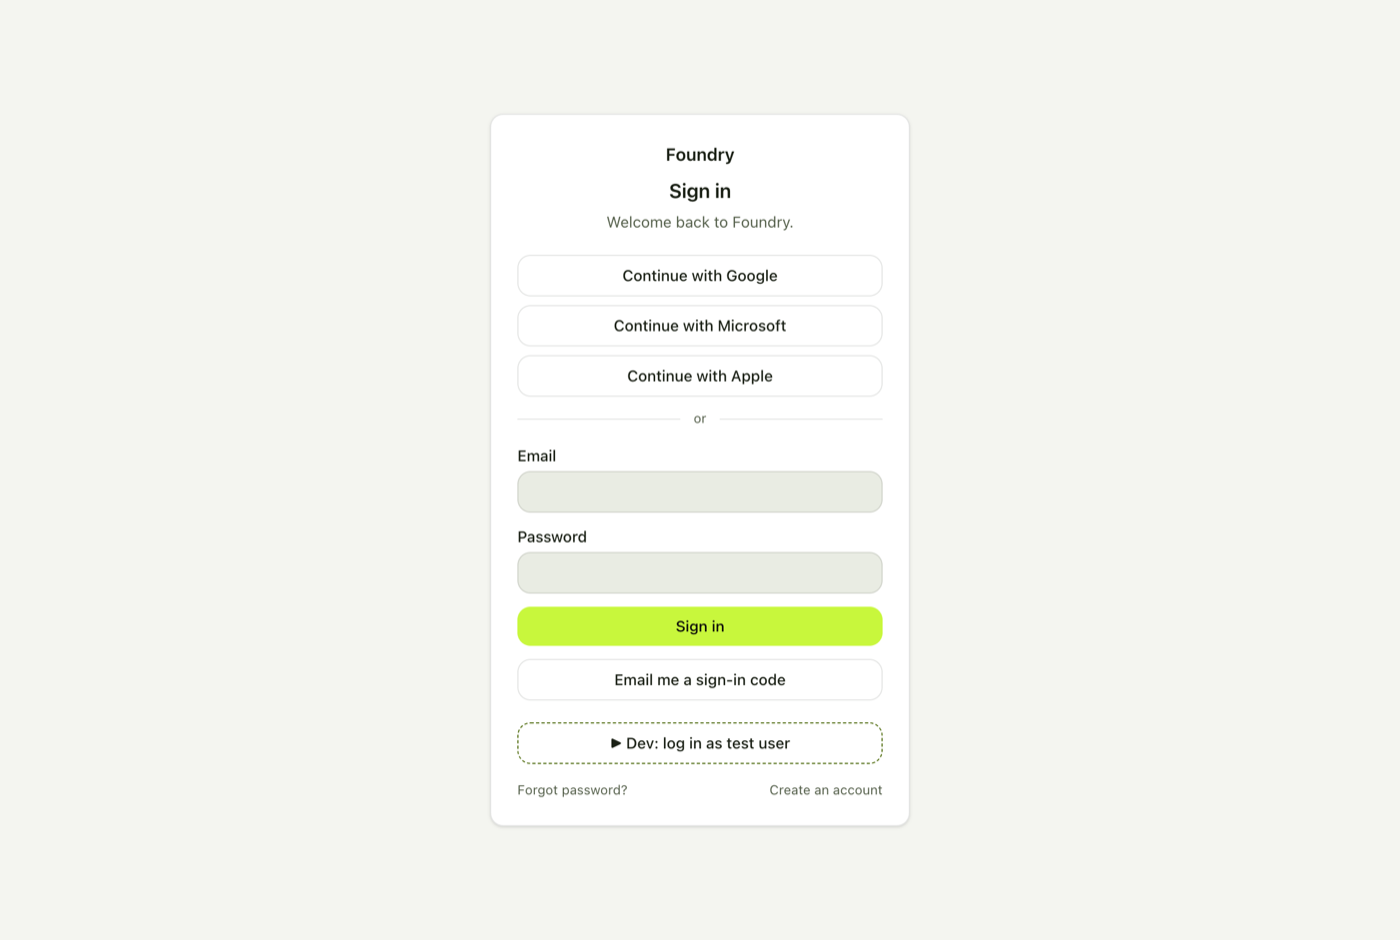 Foundry
Sign in
Welcome back to Foundry.
Continue with Google
Continue with Microsoft
Continue with Apple
or
Email
Password
Sign in
Email me a sign-in code
▶ Dev: log in as test user
Forgot password? Create an account